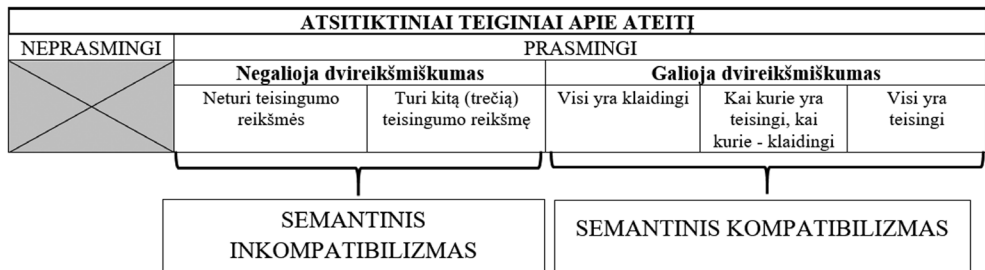 ATSITIKTINIAI TEIGINIAI APIE ATEITĮ
NEPRASMINGI
PRASMINGI
Negalioja dvireikšmiškumas
Galioja dvireikšmiškumas
Neturi teisingumo
reikšmės
Turi kitą (trečią)
teisingumo reikšmę
Visi yra klaidingi
Kai kurie yra
teisingi, kai
kurie - klaidingi
Visi yra
teisingi
SEMANTINIS
INKOMPATIBILIZMAS
SEMANTINIS KOMPATIBILIZMAS